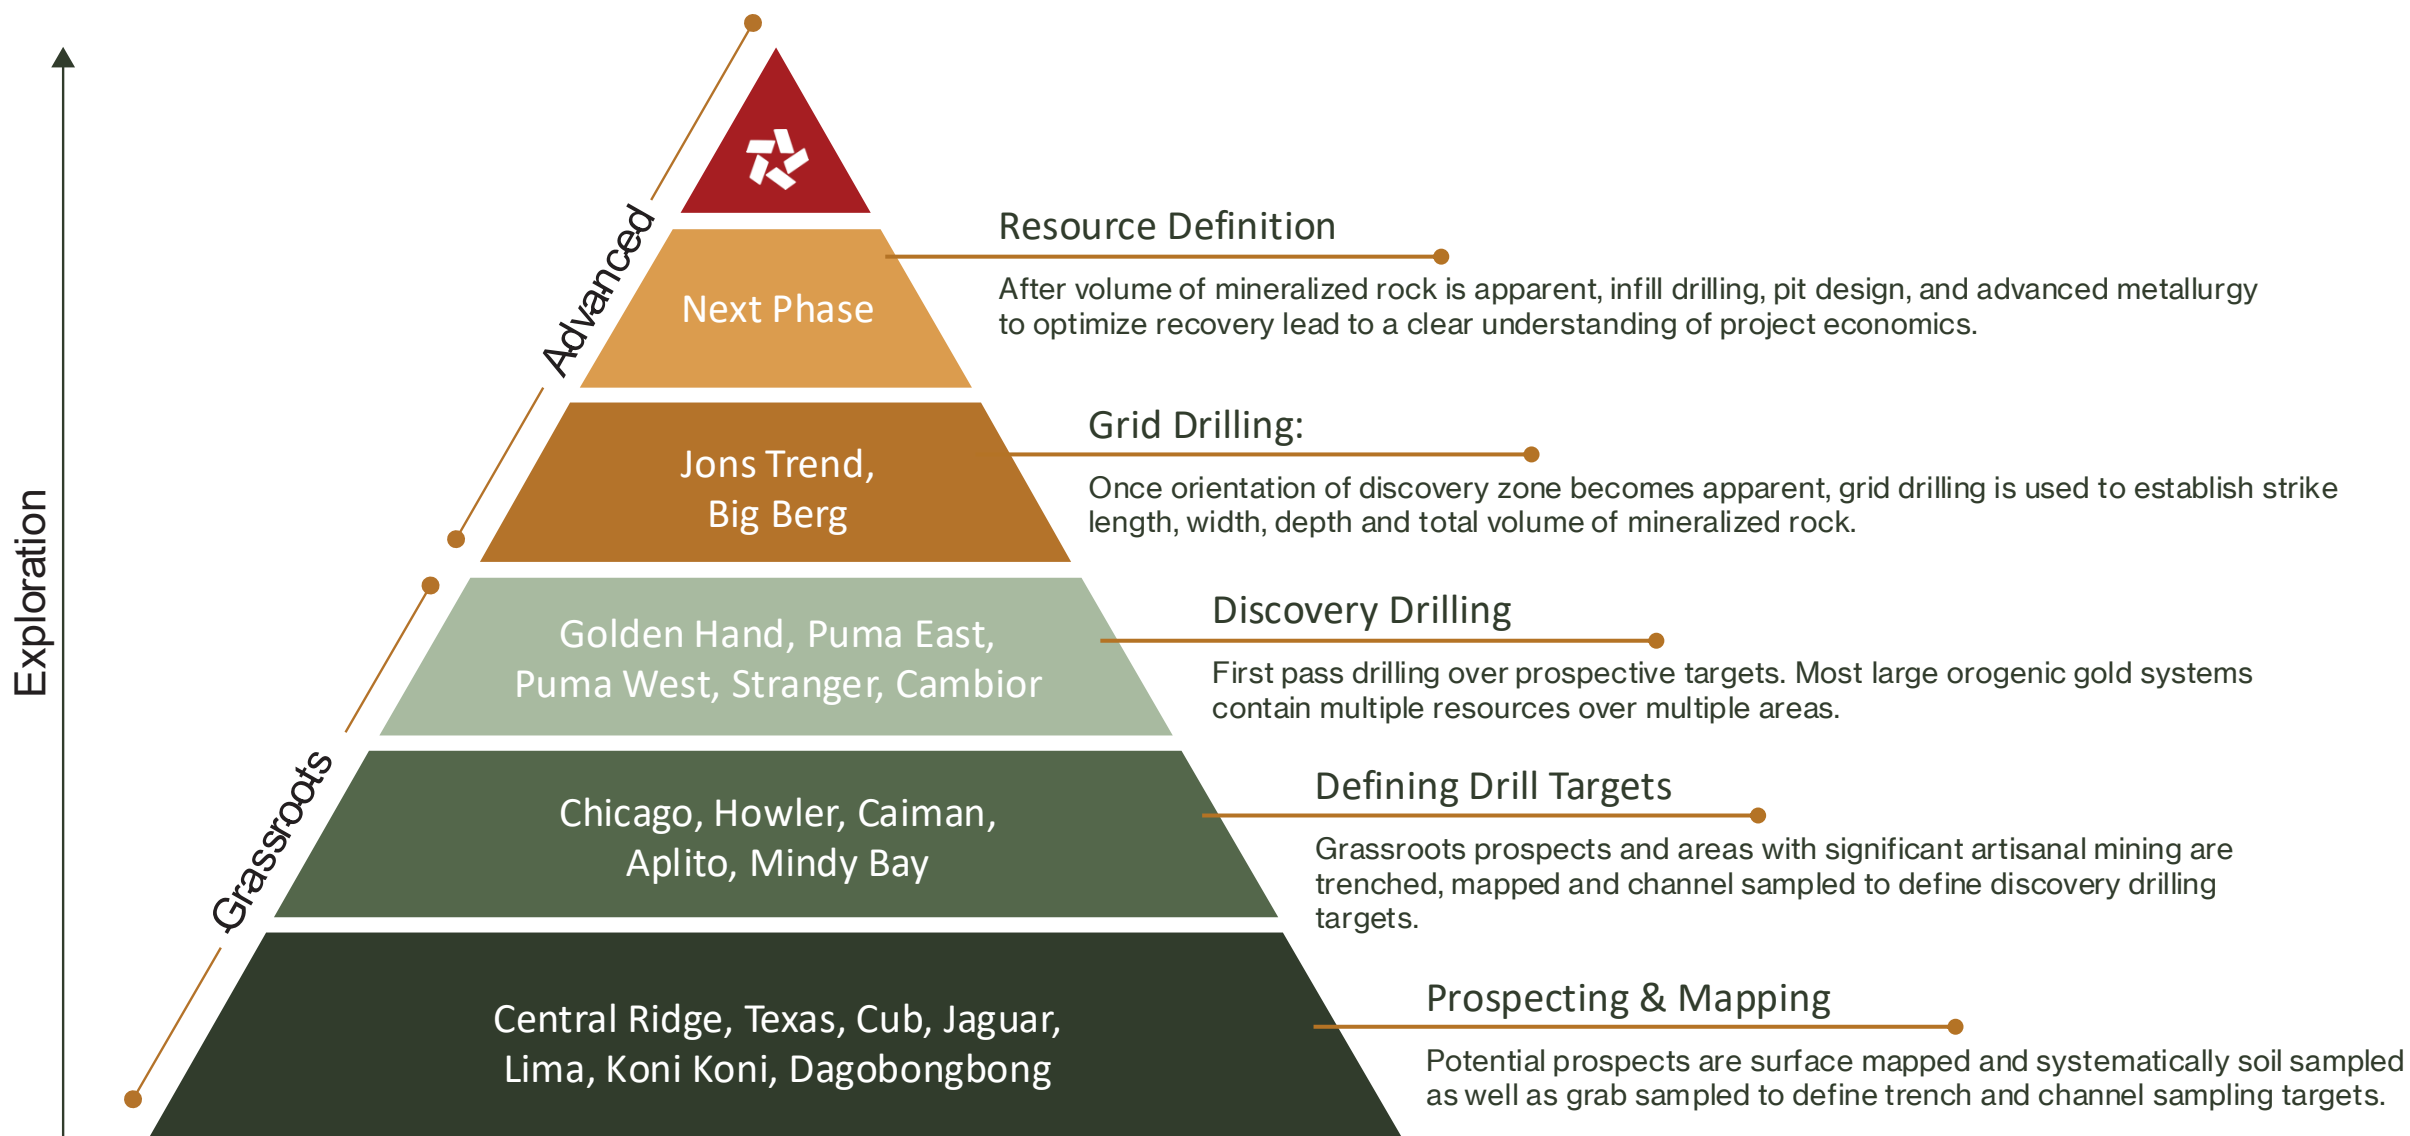 Exploration
Advanced
Grassroots
Resource Definition
After volume of mineralized rock is apparent, infill drilling, pit design, and advanced metallurgy
to optimize recovery lead to a clear understanding of project economics.
Next Phase
Grid Drilling:
Once orientation of discovery zone becomes apparent, grid drilling is used to establish strike
length, width, depth and total volume of mineralized rock.
Jons Trend,
Big Berg
Discovery Drilling
First pass drilling over prospective targets. Most large orogenic gold systems
contain multiple resources over multiple areas.
Golden Hand, Puma East,
Puma West, Stranger, Cambior
Defining Drill Targets
Grassroots prospects and areas with significant artisanal mining are
trenched, mapped and channel sampled to define discovery drilling
targets.
Chicago, Howler, Caiman,
Aplito, Mindy Bay
Prospecting & Mapping
Potential prospects are surface mapped and systematically soil sampled
as well as grab sampled to define trench and channel sampling targets.
Central Ridge, Texas, Cub, Jaguar,
Lima, Koni Koni, Dagobongbong